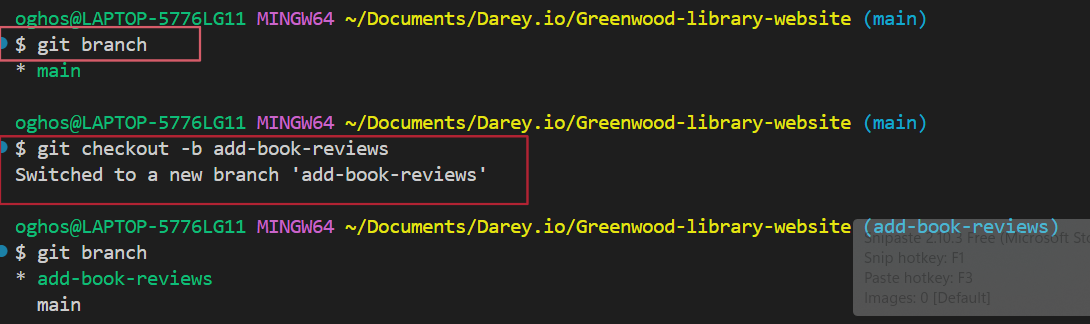 oghos@LAPTOP-5776LG11 MINGW64 ~/Documents/Darey.io/Greenwood-library-website (main)
$ git branch
* main
oghos@LAPTOP-5776LG11 MINGW64 ~/Documents/Darey.io/Greenwood-library-website (main)
$ git checkout -b add-book-reviews
Switched to a new branch 'add-book-reviews'
oghos@LAPTOP-5776LG11 MINGW64 ~/Documents/Darey.io/Greenwood-library-website (add-book-reviews)
Snipaste 2.10.3 Free (Microsoft Sto
$ git branch
Snip hotkey: F1
* add-book-reviews
Paste hotkey: F3
main
Images: 0 [Default]